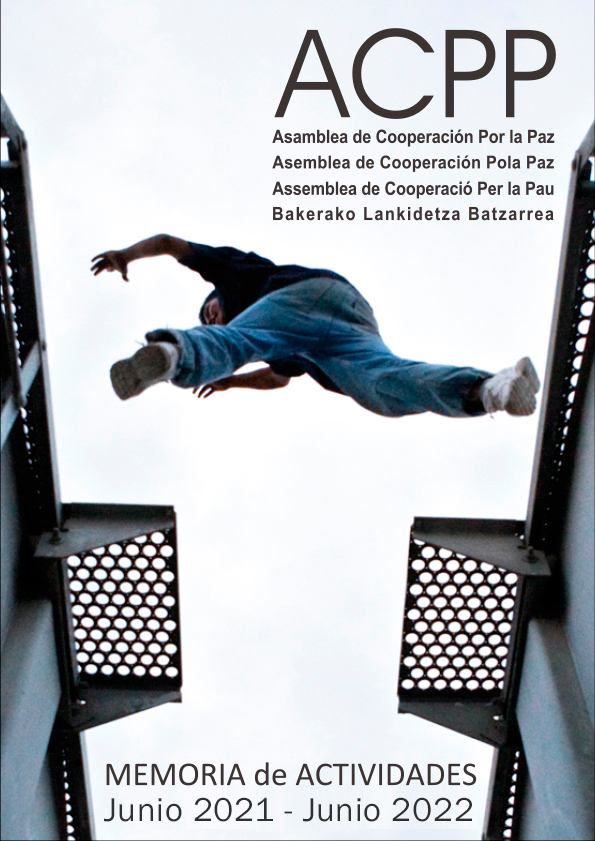 ACPP
Asamblea de Cooperación Por la Paz
Asemblea de Cooperación Pola Paz
Assemblea de Cooperació Per la Pau
Bakerako Lankidetza Batzarrea
MEMORIA de ACTIVIDADES
Junio 2021 - Junio 2022